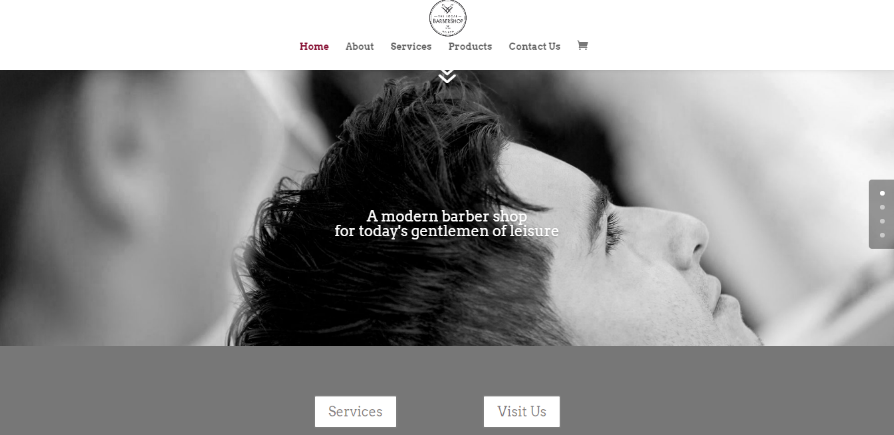 BARBERSHOP
Home About Services Products Contact Us
A modern barber shop
for today's gentlemen of leisure
Services Visit Us